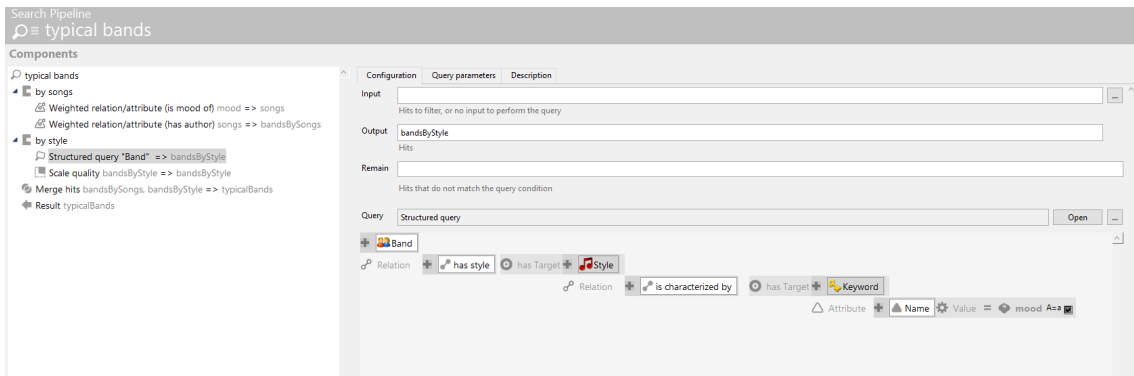 Search Pipeline
typical bands
Components
typical bands
by songs
Weighted relation/attribute (is mood of) mood => songs
Weighted relation/attribute (has author) songs => bandsBySongs
by style
Structured query "Band" => bandsByStyle
Scale quality bandsByStyle => bandsByStyle
Merge hits bandsBySongs, bandsByStyle => typicalBands
Result typicalBands
Configuration Query parameters Description
Input ...
Hits to filter, or no input to perform the query
Output bandsByStyle
Hits
Remain
Hits that do not match the query condition
Query Structured query Open ...
Band
Relation has style has Target Style
Relation is characterized by has Target Keyword
Attribute Name Value = mood A=a